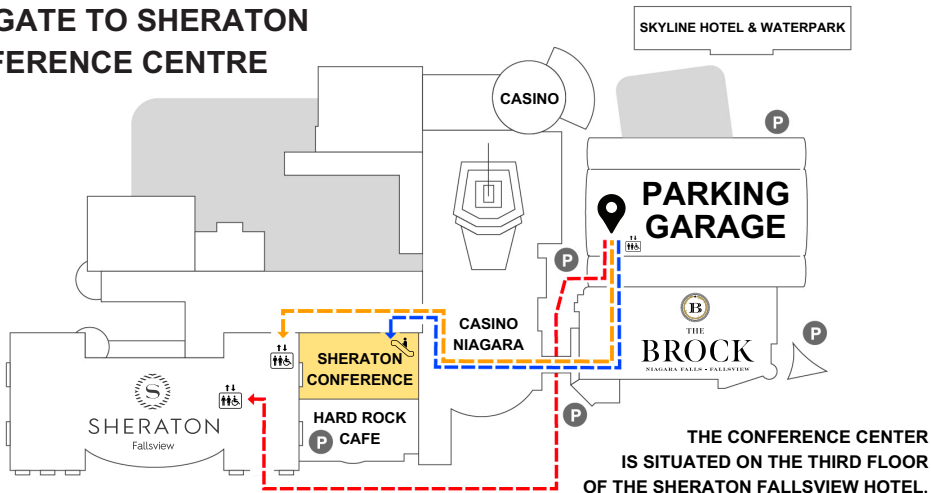 GATE TO SHERATON
FERENCE CENTRE
SKYLINE HOTEL & WATERPARK
CASINO
P
PARKING
GARAGE
P
B
THE
BROCK
NIAGARA FALLS • FALLSVIEW
P
CASINO
NIAGARA
SHERATON
CONFERENCE
S
SHERATON
Fallsview
HARD ROCK
CAFE
P
P
THE CONFERENCE CENTER
IS SITUATED ON THE THIRD FLOOR
OF THE SHERATON FALLSVIEW HOTEL.